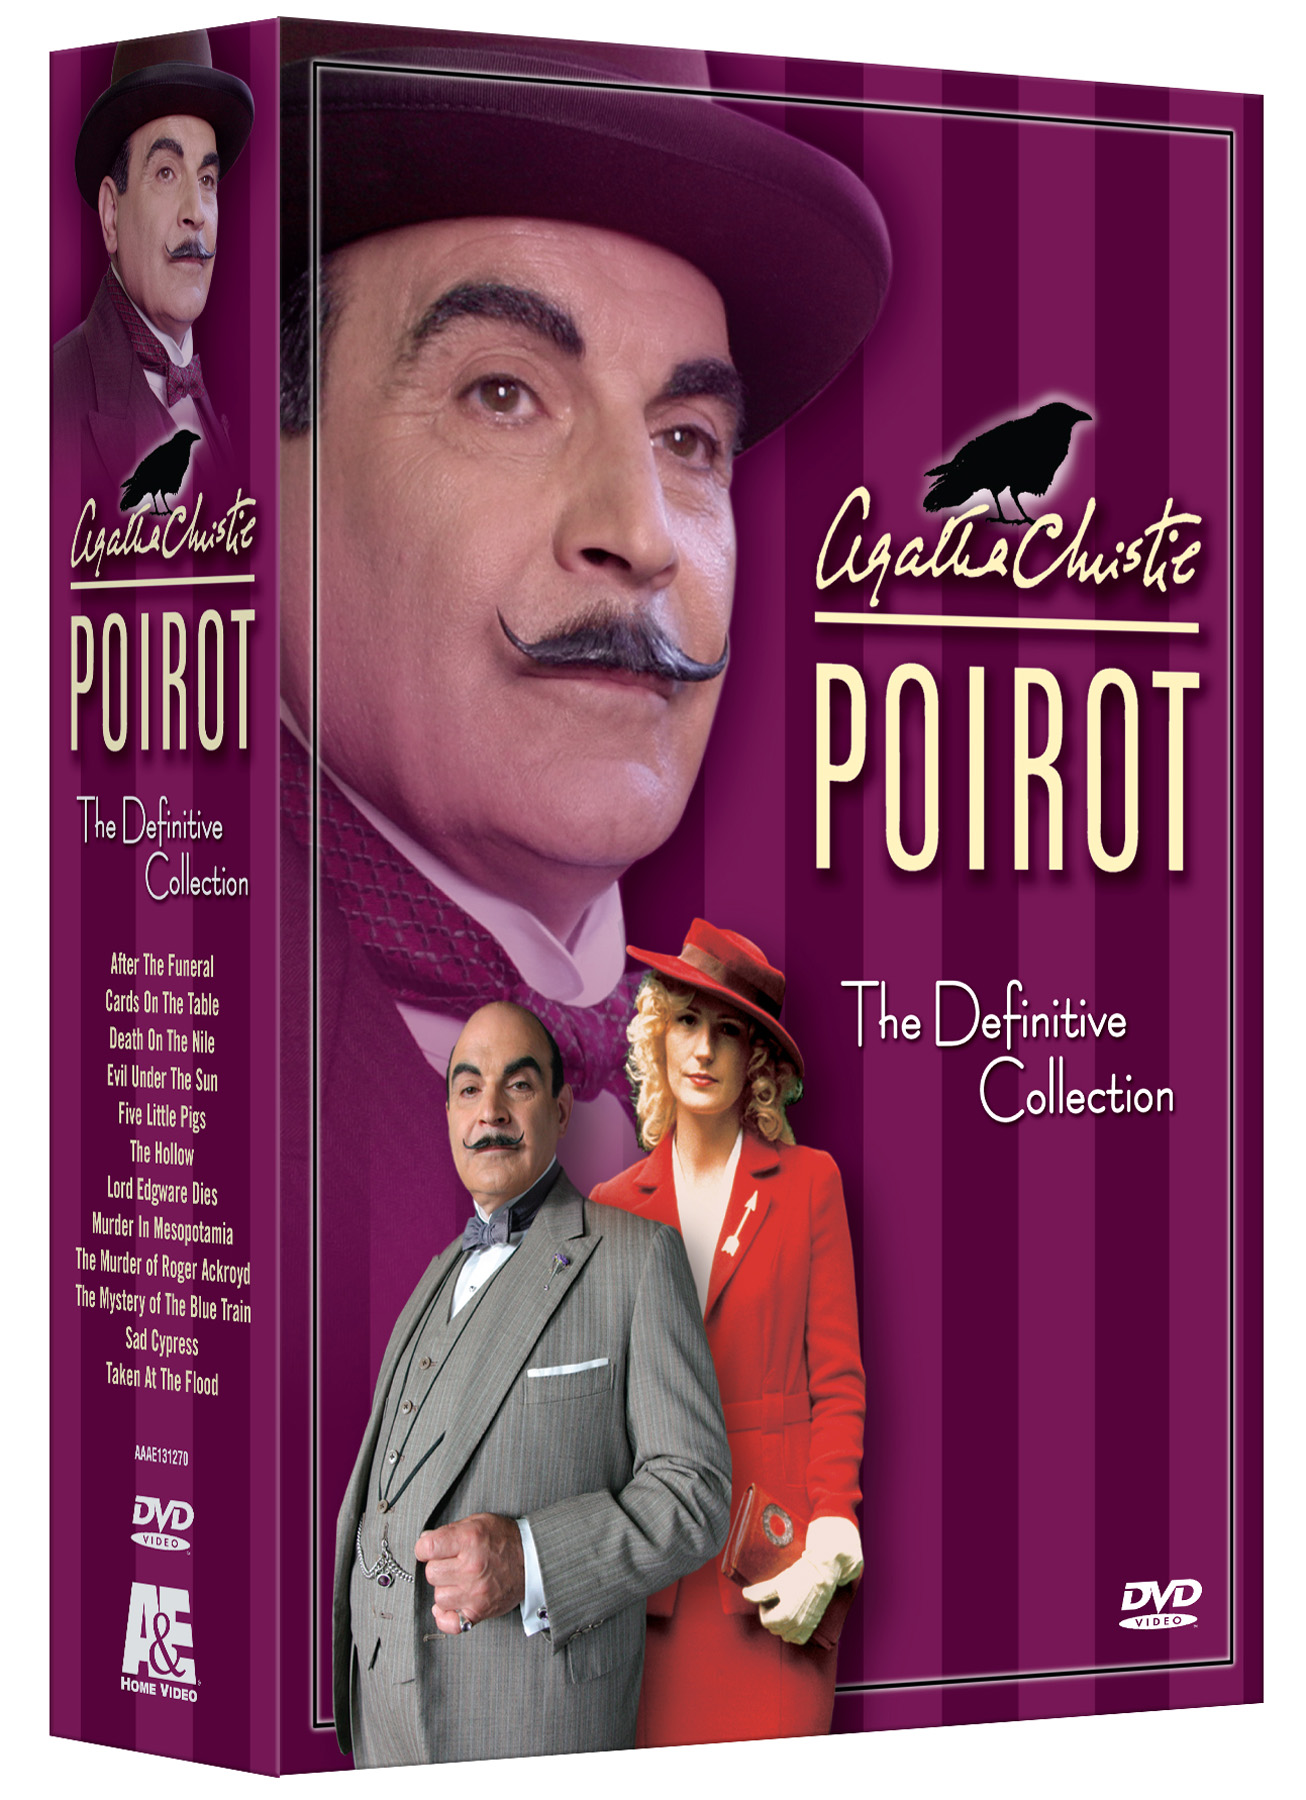 Agatha Christie
POIROT
The Definitive
Collection
After The Funeral
Cards On The Table
Death On The Nile
Evil Under The Sun
Five Little Pigs
The Hollow
Lord Edgware Dies
Murder In Mesopotamia
The Murder of Roger Ackroyd
The Mystery of The Blue Train
Sad Cypress
Taken At The Flood
AAAE131270
DVD
VIDEO
A&E
HOME VIDEO
Agatha Christie
POIROT
The Definitive
Collection
DVD
VIDEO